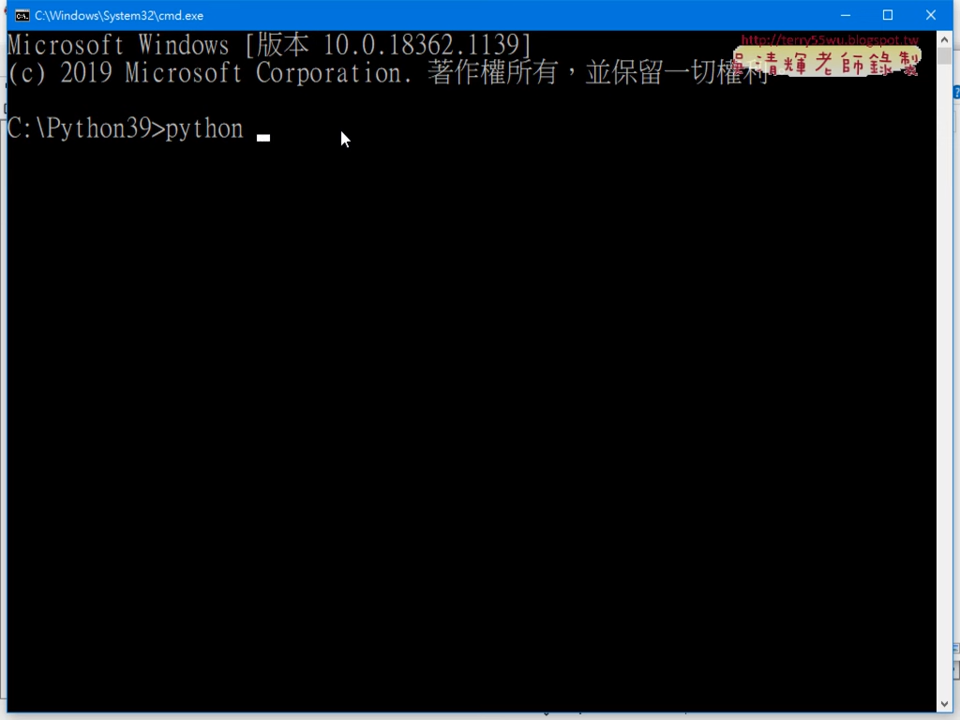 C:\Windows\System32\cmd.exe
Microsoft Windows [版本 10.0.18362.1139]
http://terry55wu.blogspot.tw
(c) 2019 Microsoft Corporation. 著作權所有,並保留一切權利
吳清輝老師錄製
C:\Python39>python